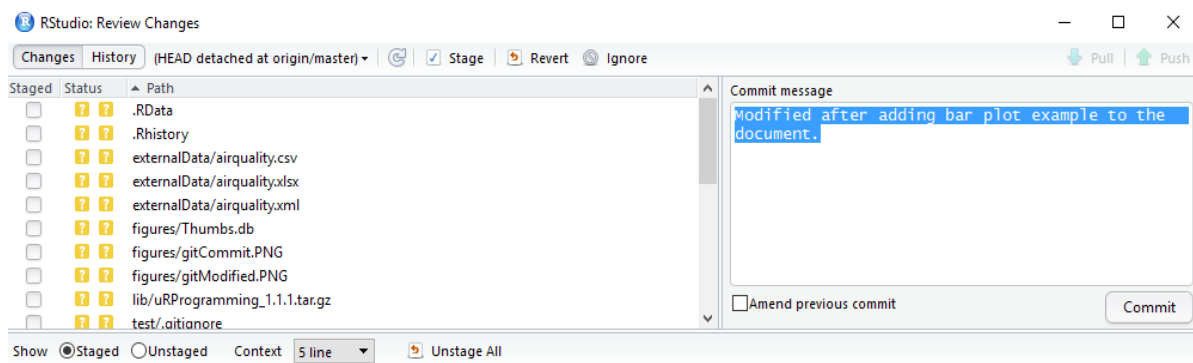 RStudio: Review Changes
Changes History (HEAD detached at origin/master) Stage Revert Ignore Pull Push
Staged Status Path
? ? .RData
? ? .Rhistory
? ? externalData/airquality.csv
? ? externalData/airquality.xlsx
? ? externalData/airquality.xml
? ? figures/Thumbs.db
? ? figures/gitCommit.PNG
? ? figures/gitModified.PNG
? ? lib/uRProgramming_1.1.1.tar.gz
? ? test/.gitignore
Commit message
Modified after adding bar plot example to the
document.
Amend previous commit Commit
Show Staged Unstaged Context 5 line Unstage All